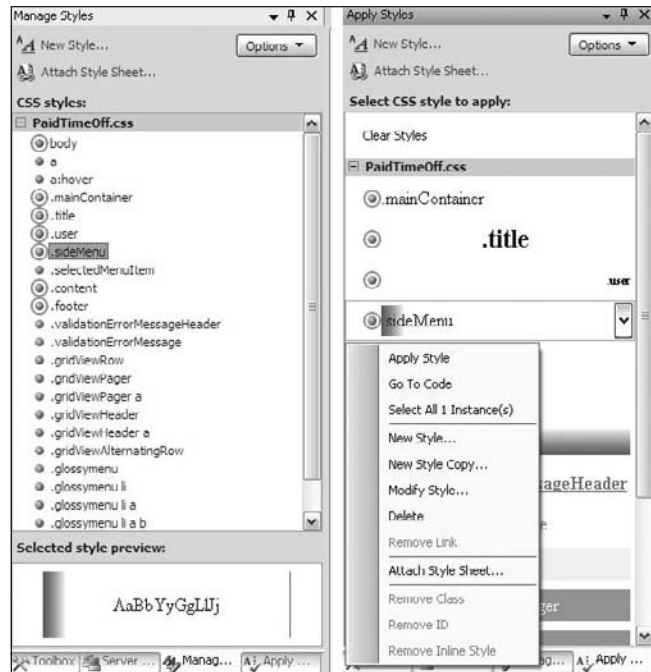 Manage Styles
New Style...
Options
Attach Style Sheet...
CSS styles:
PaidTimeOff.css
body
a
a:hover
.mainContainer
.title
.user
.sideMenu
.selectedMenuItem
.content
.footer
.validationErrorMessageHeader
.validationErrorMessage
.gridViewRow
.gridViewPager
.gridViewPager a
.gridViewHeader
.gridViewHeader a
.gridViewAlternatingRow
.glossymenu
.glossymenu li
.glossymenu li a
.glossymenu li a b
Selected style preview:
AaBbYyGgLlJj
Toolbox
Server ...
Manag...
Apply ...
Apply Styles
New Style...
Options
Attach Style Sheet...
Select CSS style to apply:
Clear Styles
PaidTimeOff.css
.mainContainer
.title
.user
sideMenu
Apply Style
Go To Code
Select All 1 Instance(s)
New Style...
New Style Copy...
Modify Style...
Delete
Remove Link
Attach Style Sheet...
Remove Class
Remove ID
Remove Inline Style
ageHeader
e
ger
ag...
Apply ...